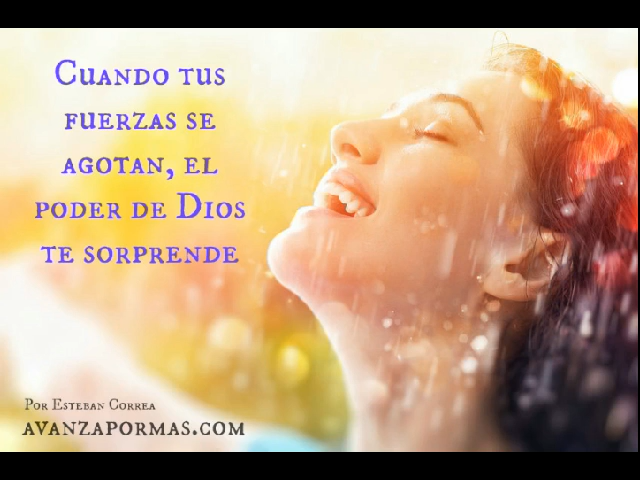 Cuando tus
fuerzas se
agotan, el
poder de Dios
te sorprende
Por Esteban Correa
avanzapormas.com